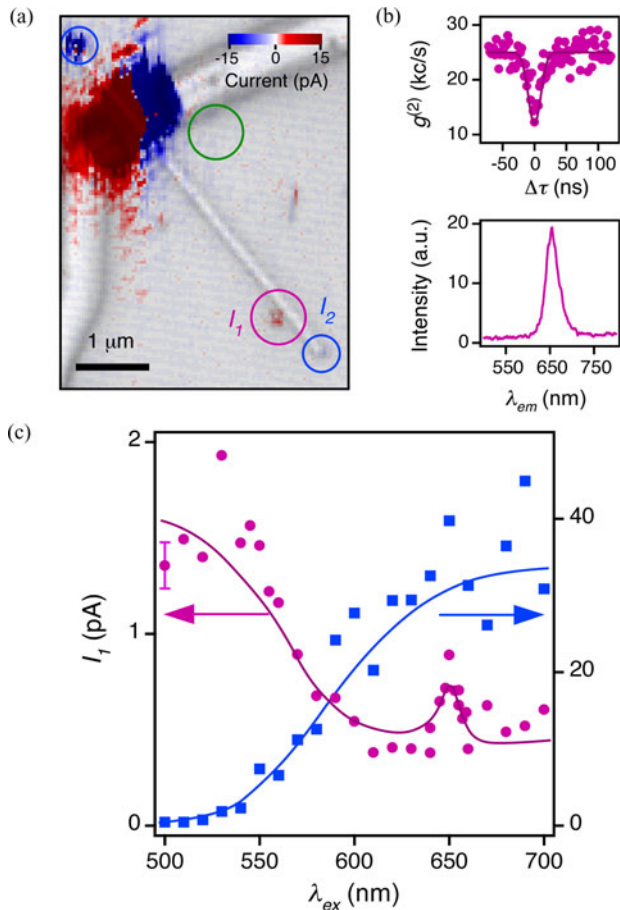 (a)
-15 15
Current (pA)
I1
I2
1 μm
(b)
30
20
10
g(2) (kc/s)
-50 0 50 100
Δτ (ns)
20
10
0
Intensity (a.u.)
500 650 750
λem (nm)
(c)
2
1
0
I1 (pA)
40
20
0
500 550 600 650 700
λex (nm)